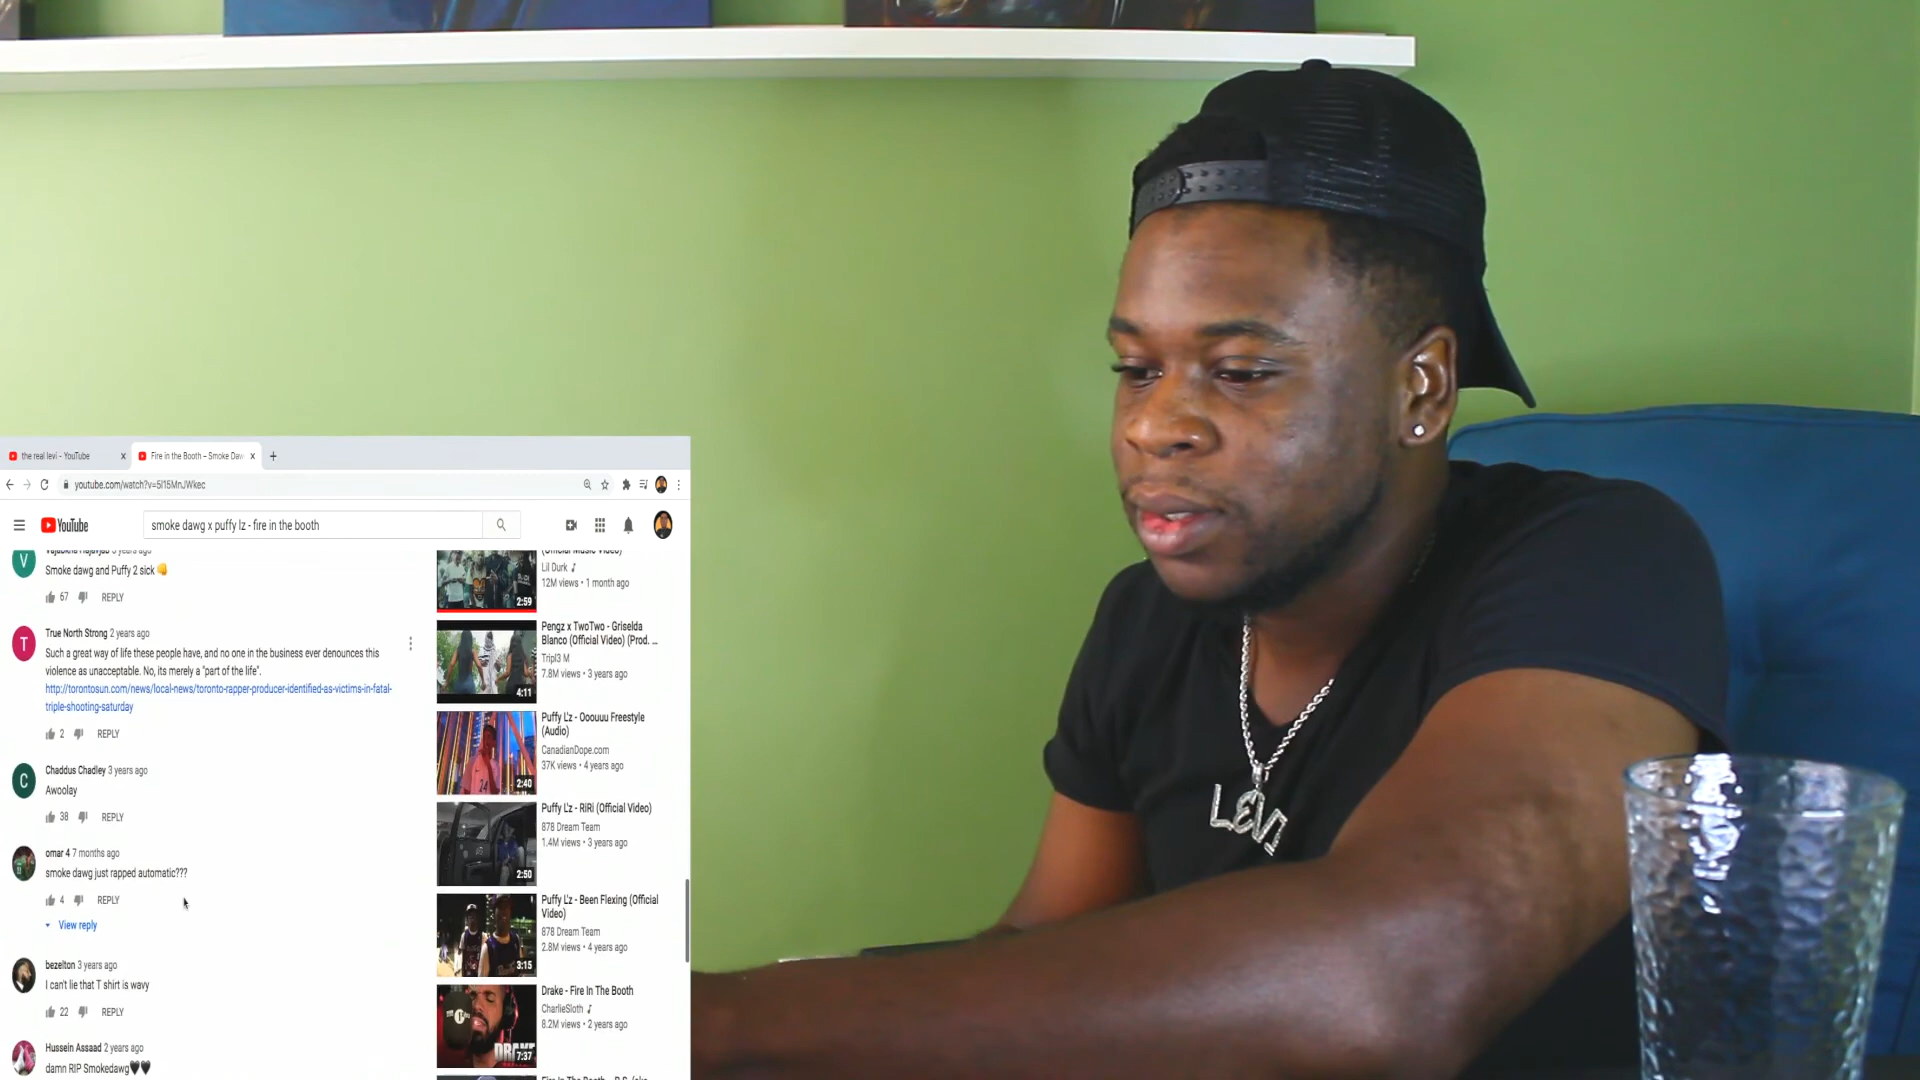 the real levi - YouTube
Fire in the Booth – Smoke Daw
youtube.com/watch?v=5l15MnJWkec
YouTube
smoke dawg x puffy lz - fire in the booth
3 years ago
Smoke dawg and Puffy 2 sick 👊
67 REPLY
True North Strong 2 years ago
Such a great way of life these people have, and no one in the business ever denounces this
violence as unacceptable. No, its merely a "part of the life".
http://torontosun.com/news/local-news/toronto-rapper-producer-identified-as-victims-in-fatal-
triple-shooting-saturday
2 REPLY
Chaddus Chadley 3 years ago
Awoolay
38 REPLY
omar 4 7 months ago
smoke dawg just rapped automatic???
4 REPLY
View reply
bezelton 3 years ago
I can't lie that T shirt is wavy
22 REPLY
Hussein Assaad 2 years ago
damn RIP Smokedawg🖤🖤
(Official Music Video)
Lil Durk
12M views • 1 month ago
2:59
Pengz x TwoTwo - Griselda
Blanco (Official Video) (Prod. ...
Tripl3 M
7.8M views • 3 years ago
4:11
Puffy L'z - Ooouuu Freestyle
(Audio)
CanadianDope.com
37K views • 4 years ago
2:40
Puffy L'z - RiRi (Official Video)
878 Dream Team
1.4M views • 3 years ago
2:50
Puffy L'z - Been Flexing (Official
Video)
878 Dream Team
2.8M views • 4 years ago
3:15
Drake - Fire In The Booth
CharlieSloth
8.2M views • 2 years ago
DRAKE
7:37
V
T
C
24
LEVI